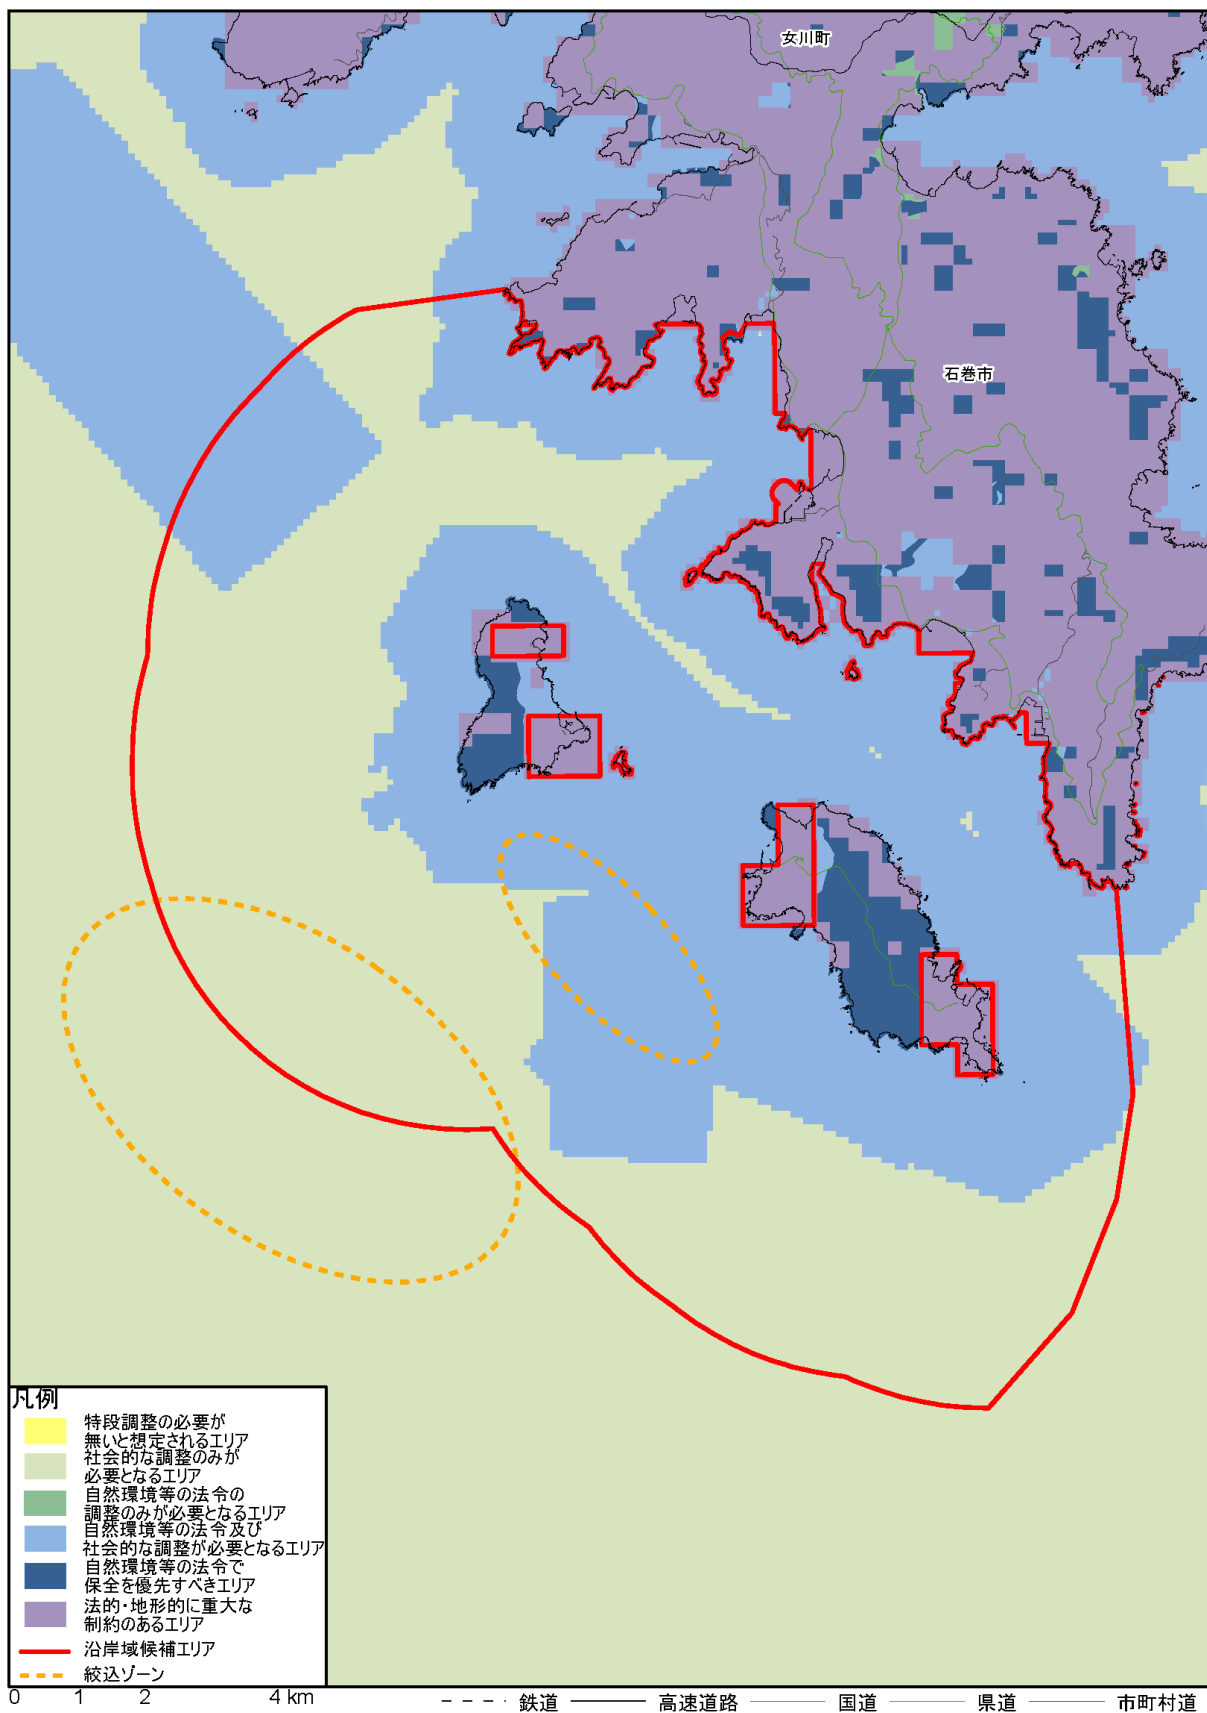 女川町
石巻市
凡例
特段調整の必要が
無いと想定されるエリア
社会的な調整のみが
必要となるエリア
自然環境等の法令の
調整のみが必要となるエリア
自然環境等の法令及び
社会的な調整が必要となるエリア
自然環境等の法令で
保全を優先すべきエリア
法的・地形的に重大な
制約のあるエリア
沿岸域候補エリア
絞込ゾーン
0 1 2 4 km
鉄道 高速道路 国道 県道 市町村道